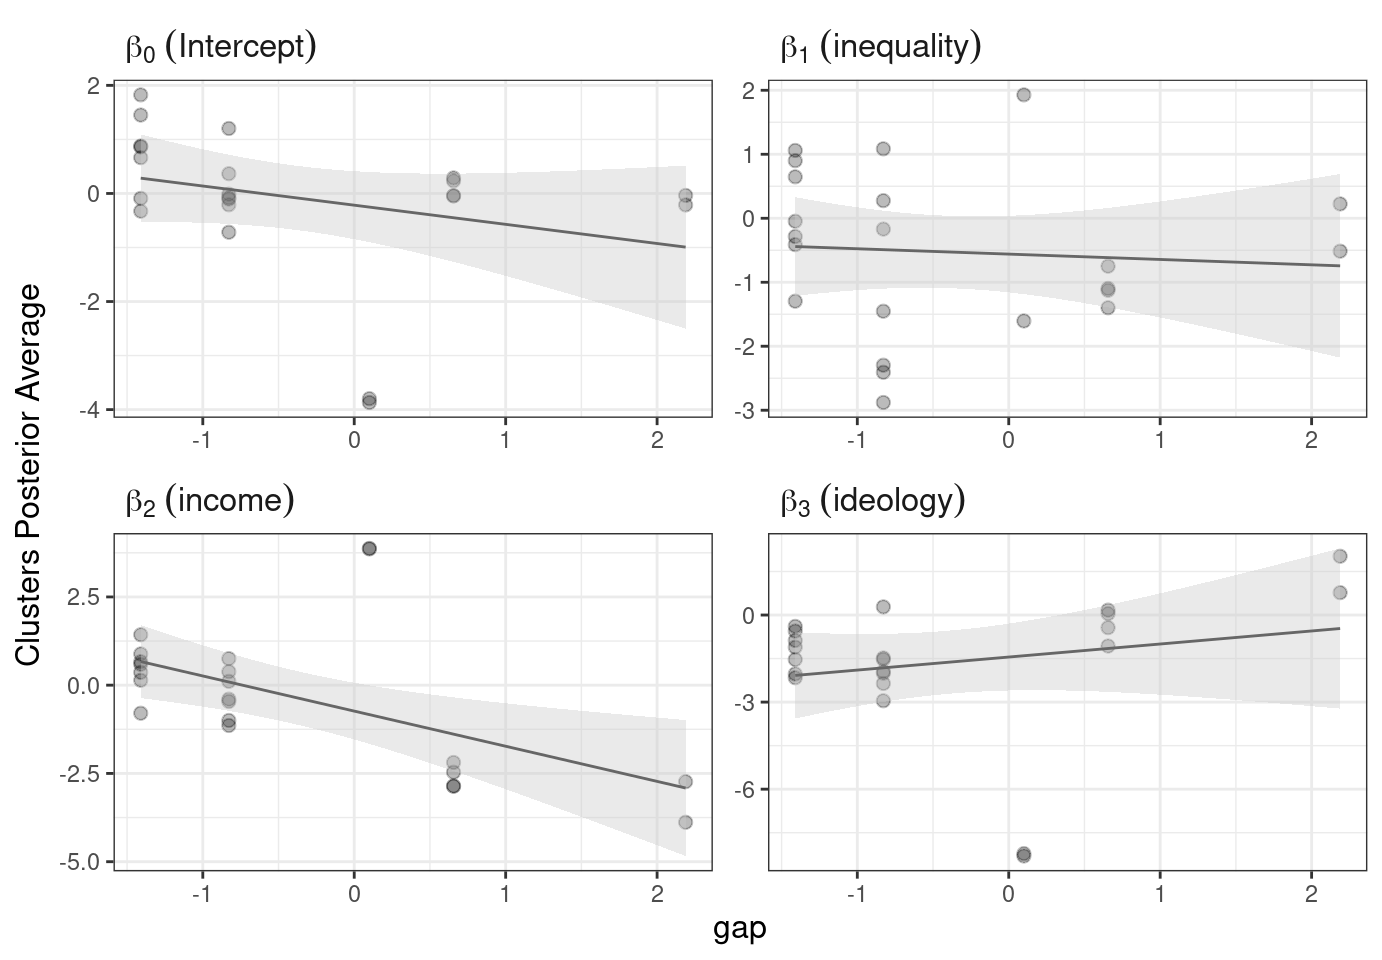 β0 (Intercept)
2
0
-2
-4
-1 0 1 2
β1 (inequality)
2
1
0
-1
-2
-3
-1 0 1 2
Clusters Posterior Average
β2 (income)
2.5
0.0
-2.5
-5.0
-1 0 1 2
β3 (ideology)
0
-3
-6
-1 0 1 2
gap